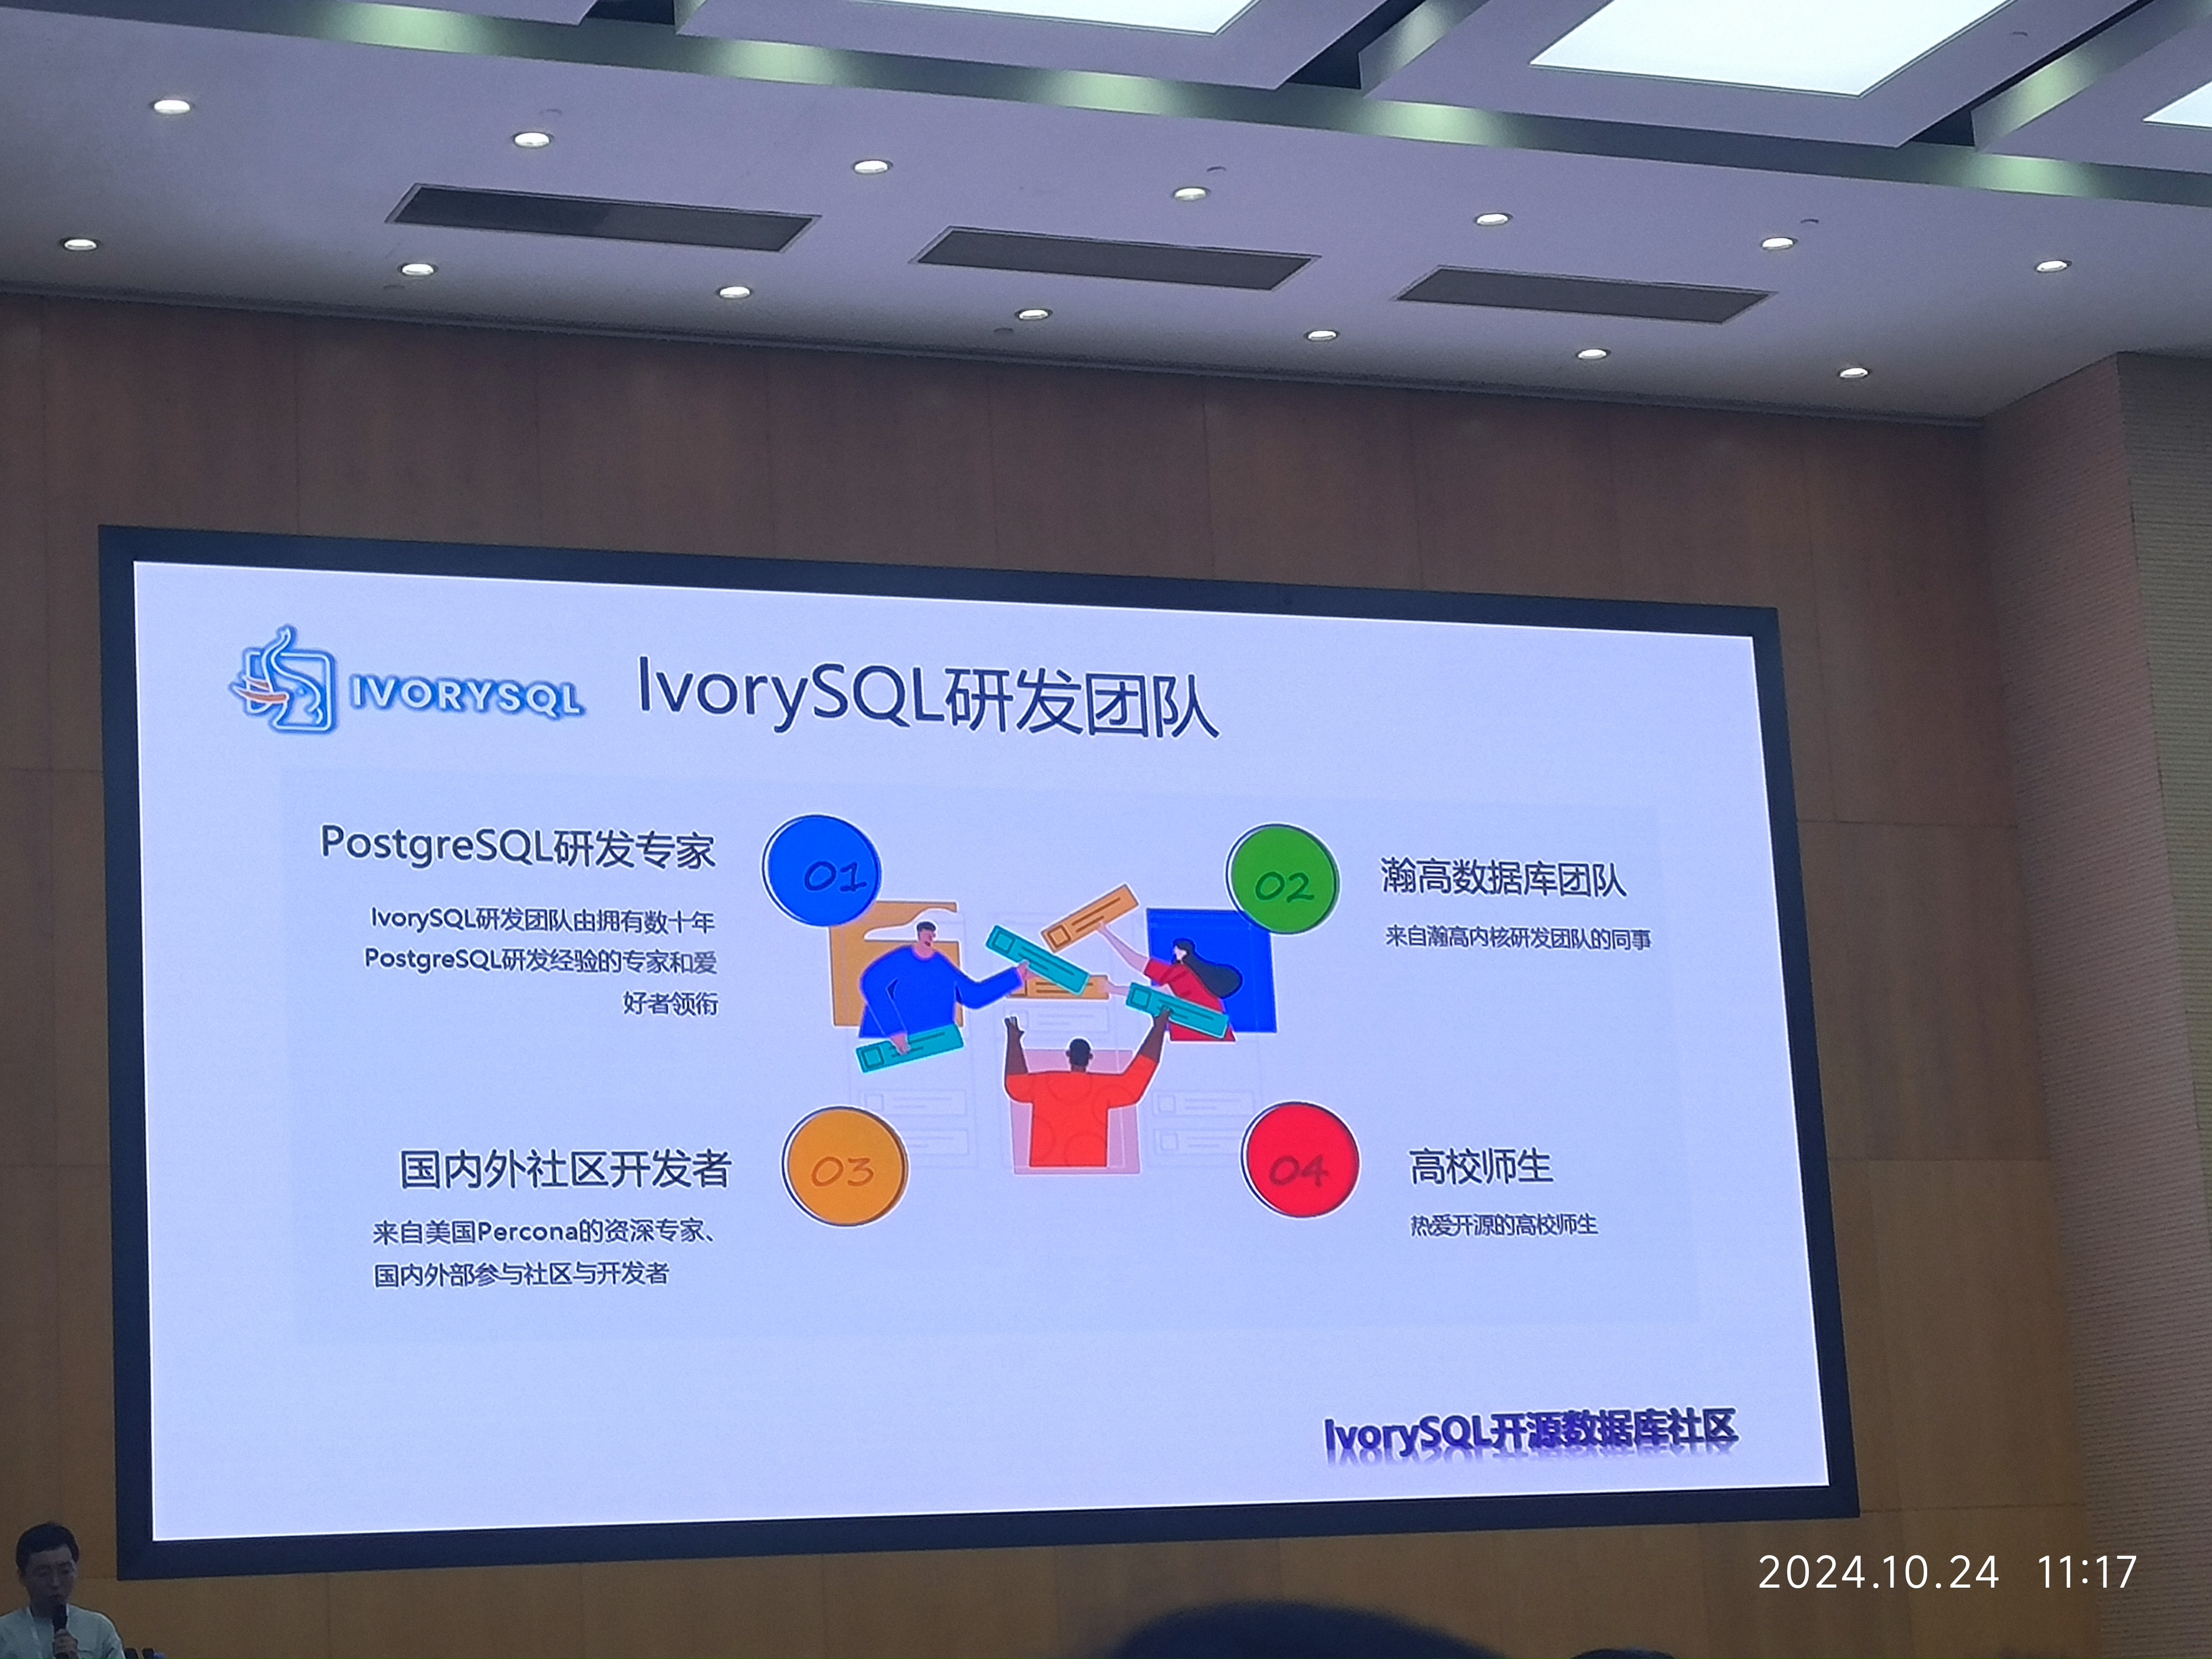 IVORYSQL
IvorySQL研发团队
PostgreSQL研发专家
IvorySQL研发团队由拥有数十年
PostgreSQL研发经验的专家和爱
好者领衔
01
02
瀚高数据库团队
来自瀚高内核研发团队的同事
国内外社区开发者
来自美国Percona的资深专家、
国内外部参与社区与开发者
03
04
高校师生
热爱开源的高校师生
IvorySQL开源数据库社区
2024.10.24 11:17